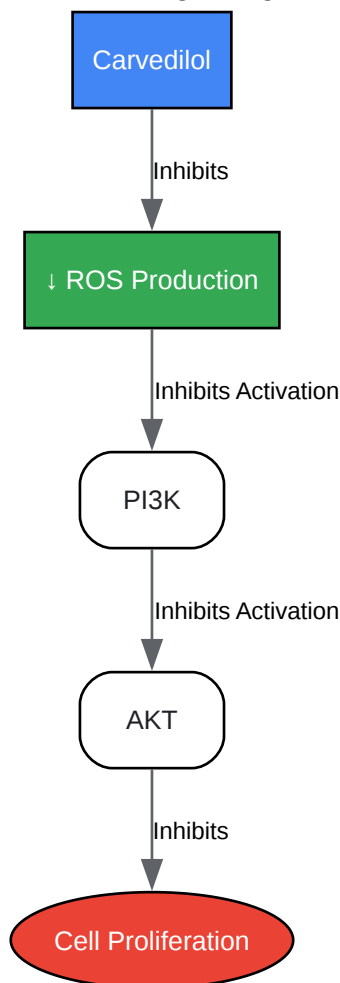 Carvedilol
Inhibits
↓ ROS Production
Inhibits Activation
PI3K
Inhibits Activation
AKT
Inhibits
Cell Proliferation